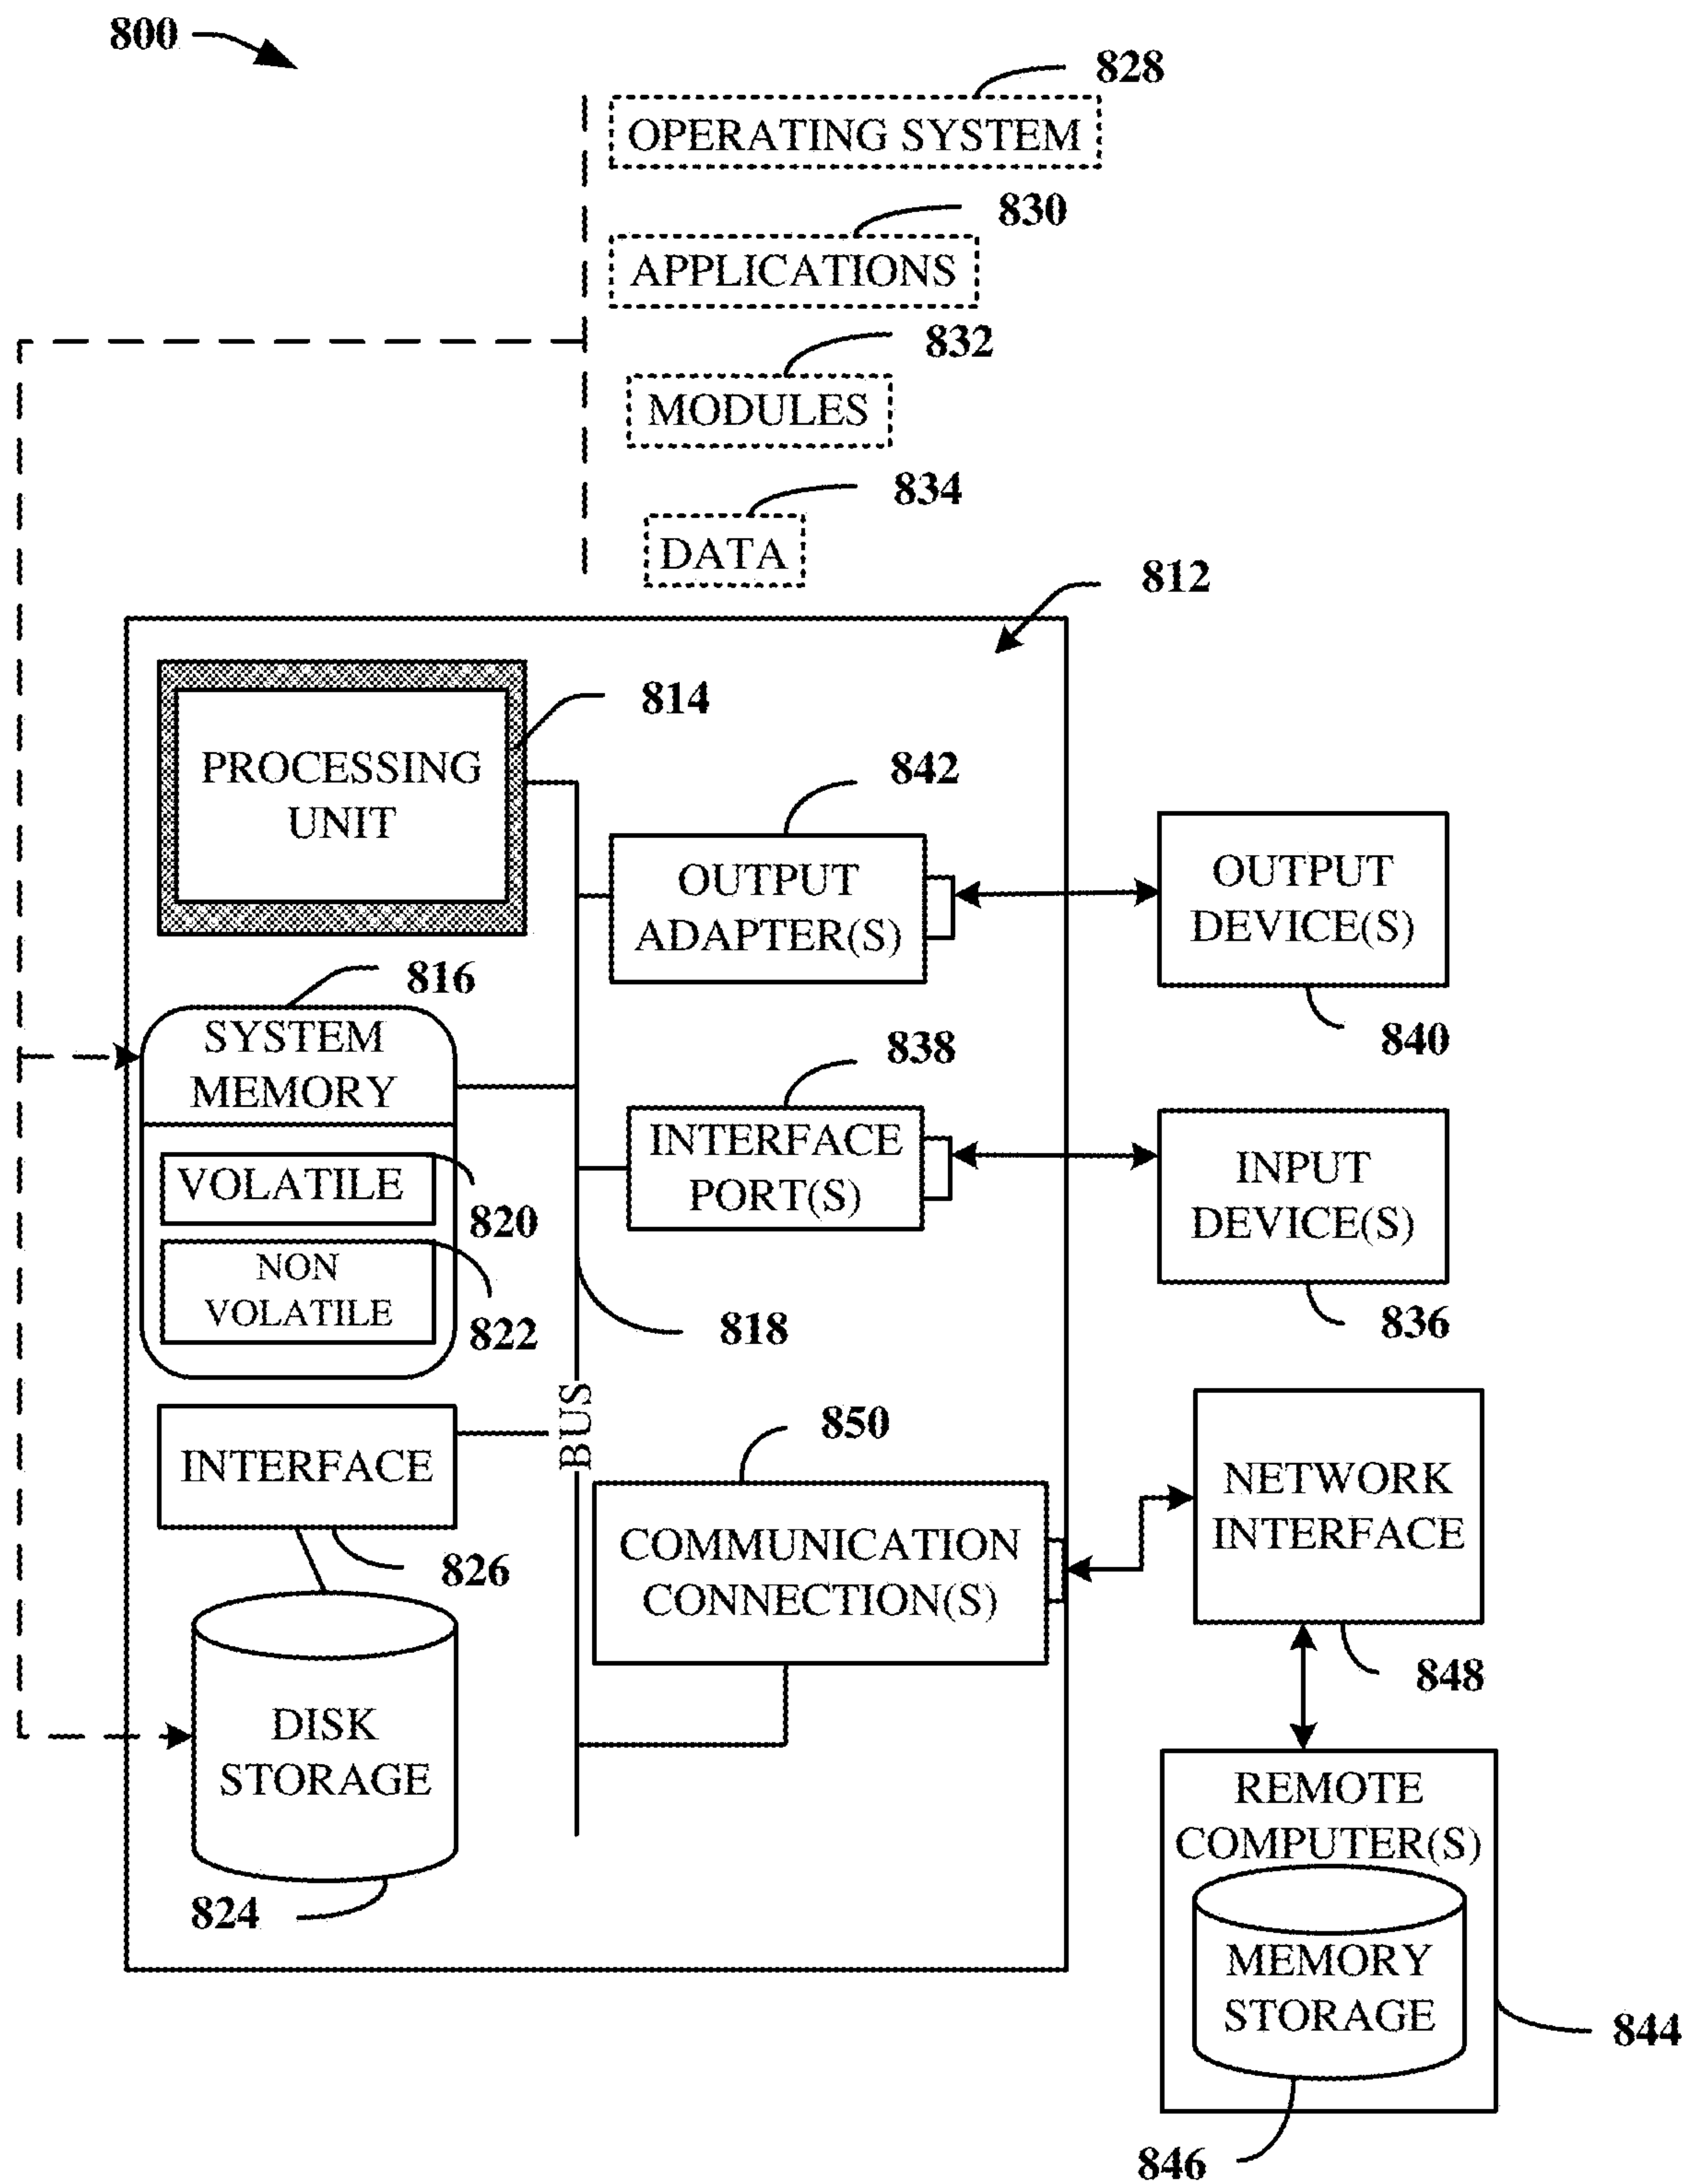 800
828
OPERATING SYSTEM
830
APPLICATIONS
832
MODULES
834
DATA
812
PROCESSING
UNIT
814
842
OUTPUT
ADAPTER(S)
OUTPUT
DEVICE(S)
840
816
SYSTEM
MEMORY
VOLATILE
820
NON
VOLATILE
822
838
INTERFACE
PORT(S)
INPUT
DEVICE(S)
836
818
BUS
INTERFACE
826
850
COMMUNICATION
CONNECTION(S)
NETWORK
INTERFACE
848
DISK
STORAGE
824
REMOTE
COMPUTER(S)
MEMORY
STORAGE
844
846